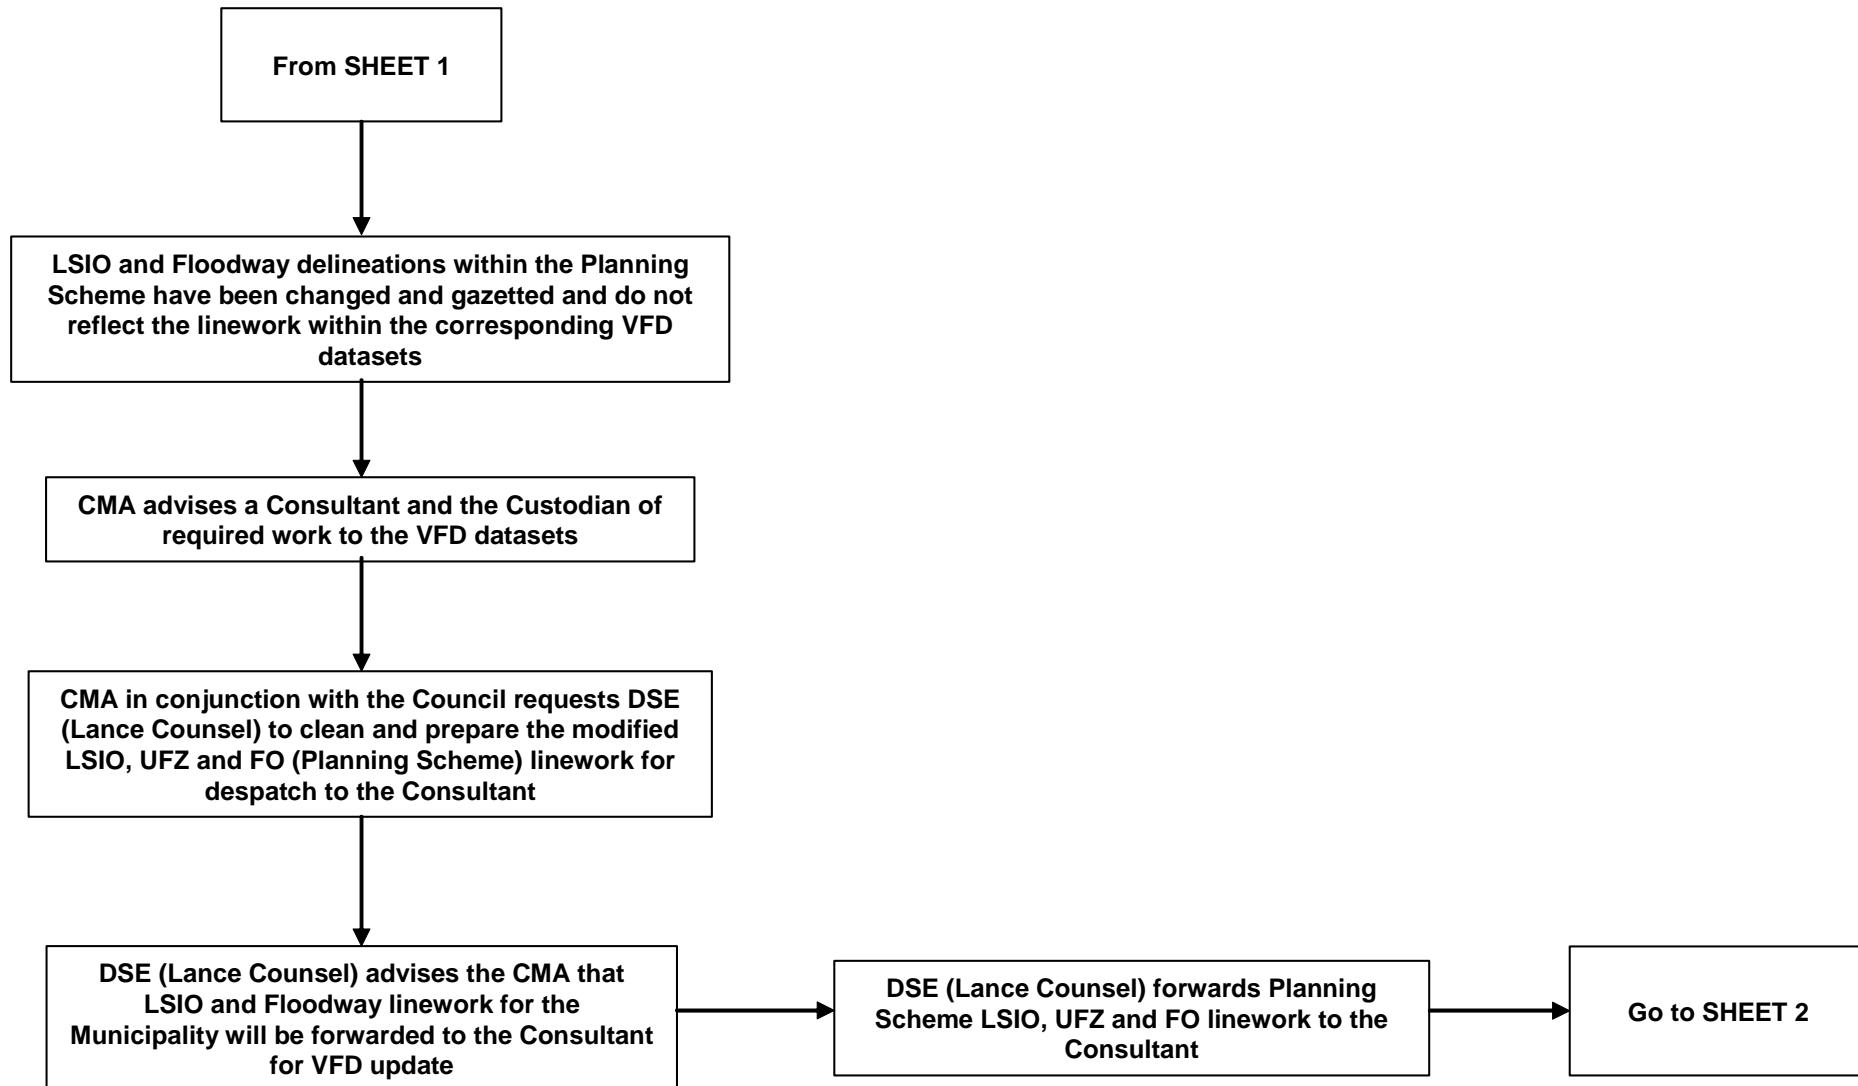 From SHEET 1
LSIO and Floodway delineations within the Planning
Scheme have been changed and gazetted and do not
reflect the linework within the corresponding VFD
datasets
CMA advises a Consultant and the Custodian of
required work to the VFD datasets
CMA in conjunction with the Council requests DSE
(Lance Counsel) to clean and prepare the modified
LSIO, UFZ and FO (Planning Scheme) linework for
despatch to the Consultant
DSE (Lance Counsel) advises the CMA that
LSIO and Floodway linework for the
Municipality will be forwarded to the Consultant
for VFD update
DSE (Lance Counsel) forwards Planning
Scheme LSIO, UFZ and FO linework to the
Consultant
Go to SHEET 2